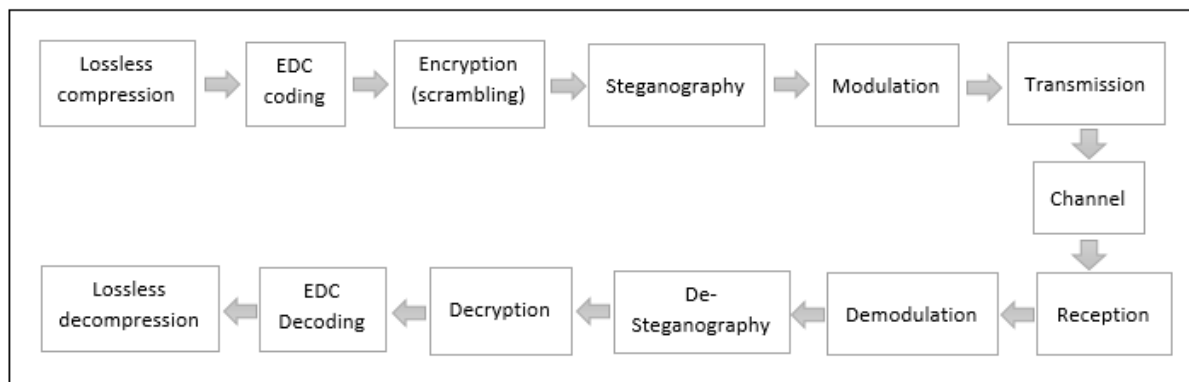 Lossless
compression
EDC
coding
Encryption
(scrambling)
Steganography
Modulation
Transmission
Channel
Reception
Demodulation
De-
Steganography
Decryption
EDC
Decoding
Lossless
decompression